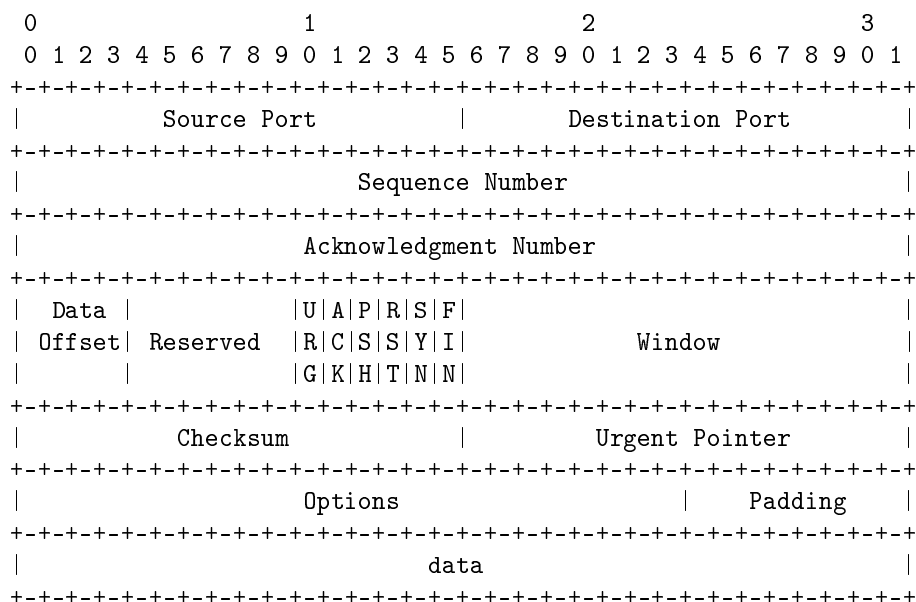 0                   1                   2                   3
 0 1 2 3 4 5 6 7 8 9 0 1 2 3 4 5 6 7 8 9 0 1 2 3 4 5 6 7 8 9 0 1
+-+-+-+-+-+-+-+-+-+-+-+-+-+-+-+-+-+-+-+-+-+-+-+-+-+-+-+-+-+-+-+-+
|          Source Port          |       Destination Port        |
+-+-+-+-+-+-+-+-+-+-+-+-+-+-+-+-+-+-+-+-+-+-+-+-+-+-+-+-+-+-+-+-+
|                        Sequence Number                        |
+-+-+-+-+-+-+-+-+-+-+-+-+-+-+-+-+-+-+-+-+-+-+-+-+-+-+-+-+-+-+-+-+
|                    Acknowledgment Number                      |
+-+-+-+-+-+-+-+-+-+-+-+-+-+-+-+-+-+-+-+-+-+-+-+-+-+-+-+-+-+-+-+-+
|  Data |           |U|A|P|R|S|F|                               |
| Offset| Reserved  |R|C|S|S|Y|I|            Window             |
|       |           |G|K|H|T|N|N|                               |
+-+-+-+-+-+-+-+-+-+-+-+-+-+-+-+-+-+-+-+-+-+-+-+-+-+-+-+-+-+-+-+-+
|           Checksum            |         Urgent Pointer        |
+-+-+-+-+-+-+-+-+-+-+-+-+-+-+-+-+-+-+-+-+-+-+-+-+-+-+-+-+-+-+-+-+
|                    Options                    |    Padding    |
+-+-+-+-+-+-+-+-+-+-+-+-+-+-+-+-+-+-+-+-+-+-+-+-+-+-+-+-+-+-+-+-+
|                             data                              |
+-+-+-+-+-+-+-+-+-+-+-+-+-+-+-+-+-+-+-+-+-+-+-+-+-+-+-+-+-+-+-+-+